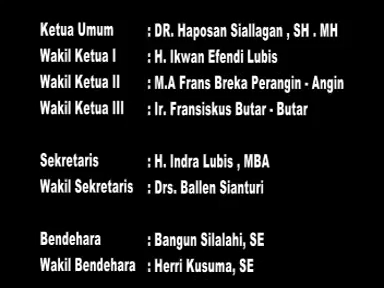 Ketua Umum : DR. Haposan Siallagan , SH . MH
Wakil Ketua I : H. Ikwan Efendi Lubis
Wakil Ketua II : M.A Frans Breka Perangin - Angin
Wakil Ketua III : Ir. Fransiskus Butar - Butar
Sekretaris : H. Indra Lubis , MBA
Wakil Sekretaris : Drs. Ballen Sianturi
Bendehara : Bangun Silalahi, SE
Wakil Bendehara : Herri Kusuma, SE